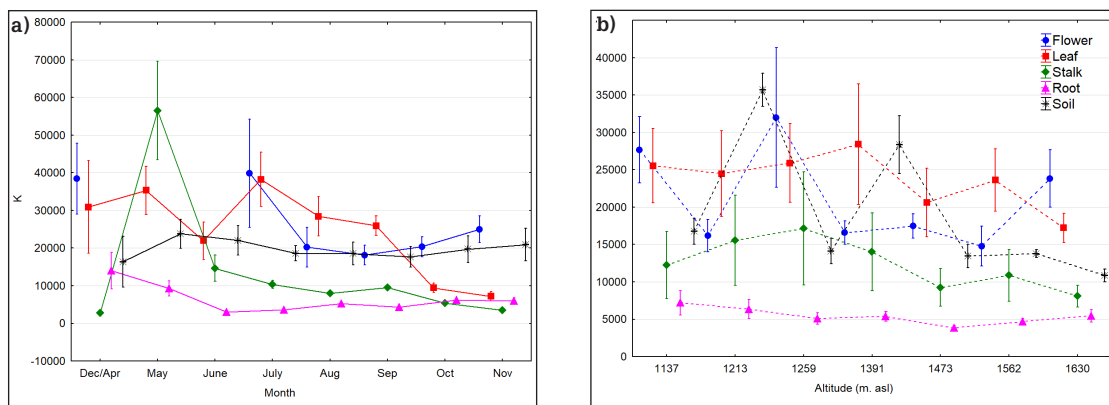 a)
80000
70000
60000
50000
40000
30000
20000
10000
0
-10000
K
Dec/Apr May June July Aug Sep Oct Nov
Month
b)
40000
35000
30000
25000
20000
15000
10000
5000
0
Flower
Leaf
Stalk
Root
Soil
1137 1213 1259 1391 1473 1562 1630
Altitude (m. asl)